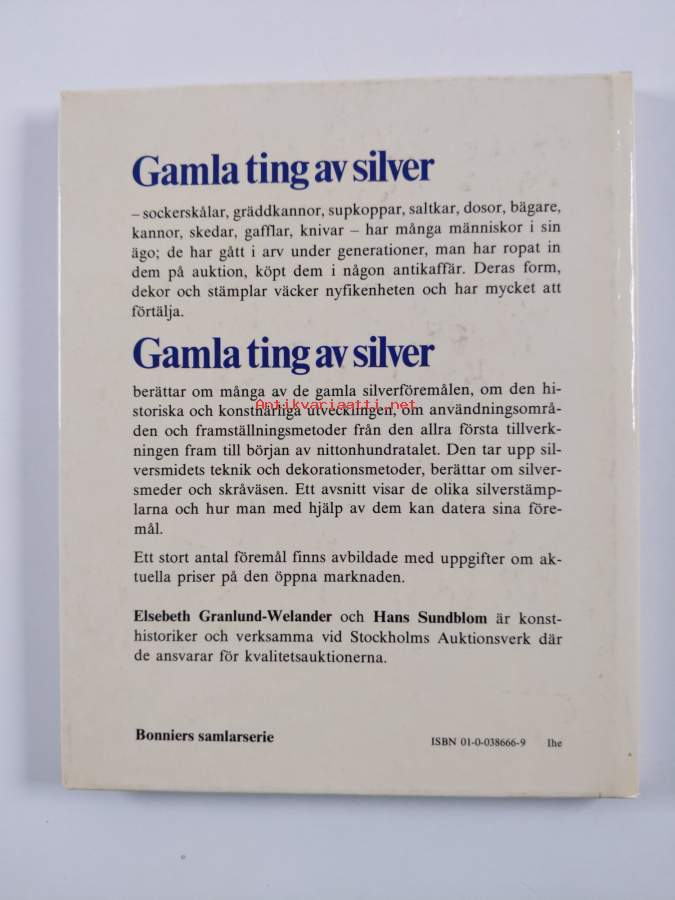 Gamla ting av silver
– sockerskålar, gräddkannor, supkoppar, saltkar, dosor, bägare,
kannor, skedar, gafflar, knivar – har många människor i sin
ägo; de har gått i arv under generationer, man har ropat in
dem på auktion, köpt dem i någon antikaffär. Deras form,
dekor och stämplar väcker nyfikenheten och har mycket att
förtälja.
Gamla ting av silver
berättar om många av de gamla silverföremålen, om den hi-
Antikvariaatti.net
storiska och konsthärliga utvecklingen, om användningsområ-
den och framställningsmetoder från den allra första tillverk-
ningen fram till början av nittonhundratalet. Den tar upp sil-
versmidets teknik och dekorationsmetoder, berättar om silver-
smeder och skråväsen. Ett avsnitt visar de olika silverstämp-
larna och hur man med hjälp av dem kan datera sina före-
mål.
Ett stort antal föremål finns avbildade med uppgifter om ak-
tuella priser på den öppna marknaden.
Elsebeth Granlund-Welander och Hans Sundblom är konst-
historiker och verksamma vid Stockholms Auktionsverk där
de ansvarar för kvalitetsauktionerna.
Bonniers samlarserie
ISBN 01-0-038666-9 Ihe